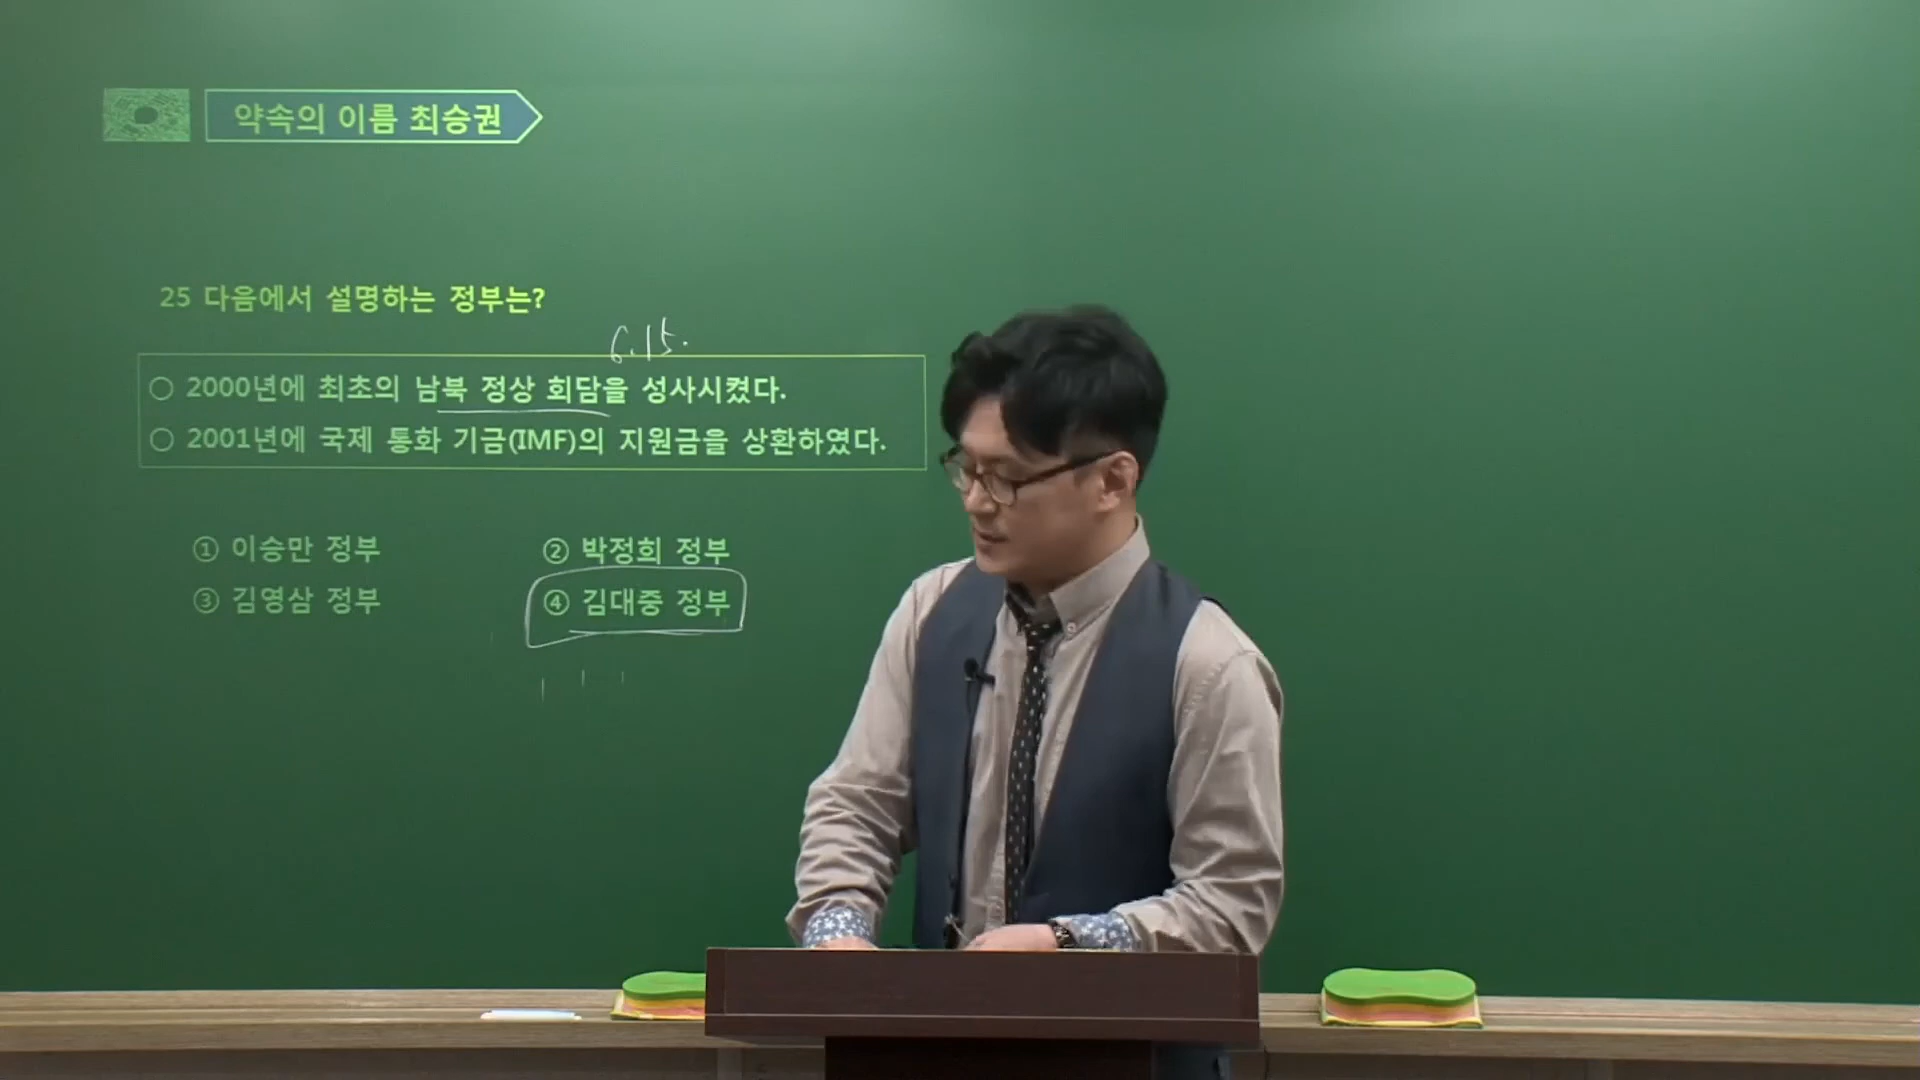 약속의 이름 최승권
25 다음에서 설명하는 정부는?
6.15.
○ 2000년에 최초의 남북 정상 회담을 성사시켰다.
○ 2001년에 국제 통화 기금(IMF)의 지원금을 상환하였다.
① 이승만 정부 ② 박정희 정부
③ 김영삼 정부 ④ 김대중 정부